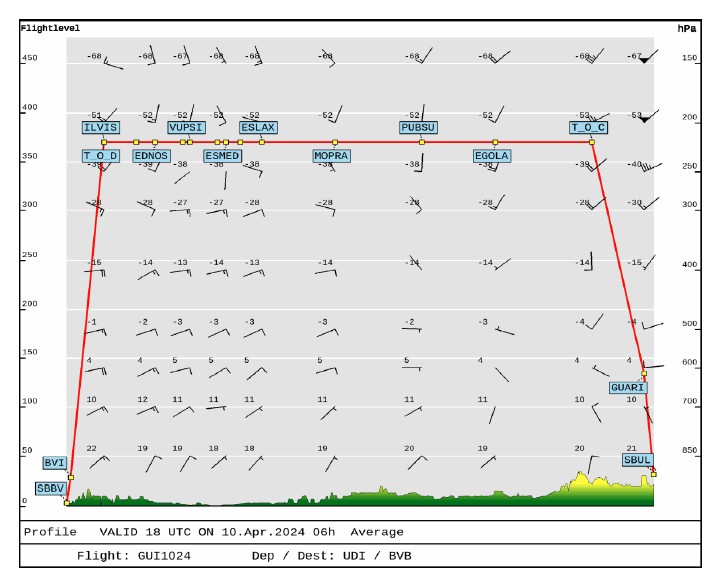 Flightlevel hPa
450 -68 -68 -67 -68 -68 -68 -68 -68 -68 -67 150
400 -51 -52 -52 -52 -52 -52 -52 -52 -53 -53 200
ILVIS VUPSI ESLAX PUBSU T_O_C
T_O_D EDNOS ESMED MOPRA EGOLA
350 -39 -38 -38 -38 -38 -39 -40 250
300 -28 -28 -27 -27 -28 -28 -28 -28 -28 -30 300
250 -15 -14 -13 -14 -13 -14 -14 -14 -14 -15 400
200 -1 -2 -3 -3 -3 -3 -2 -3 -4 -4 500
150 4 4 5 5 5 5 5 4 4 4 600
GUARI
100 10 12 11 11 11 11 11 11 10 10 700
50 22 19 19 18 18 19 20 19 20 21 850
BVI SBUL
SBBV
0
Profile VALID 18 UTC ON 10.Apr.2024 06h Average
Flight: GUI1024 Dep / Dest: UDI / BVB